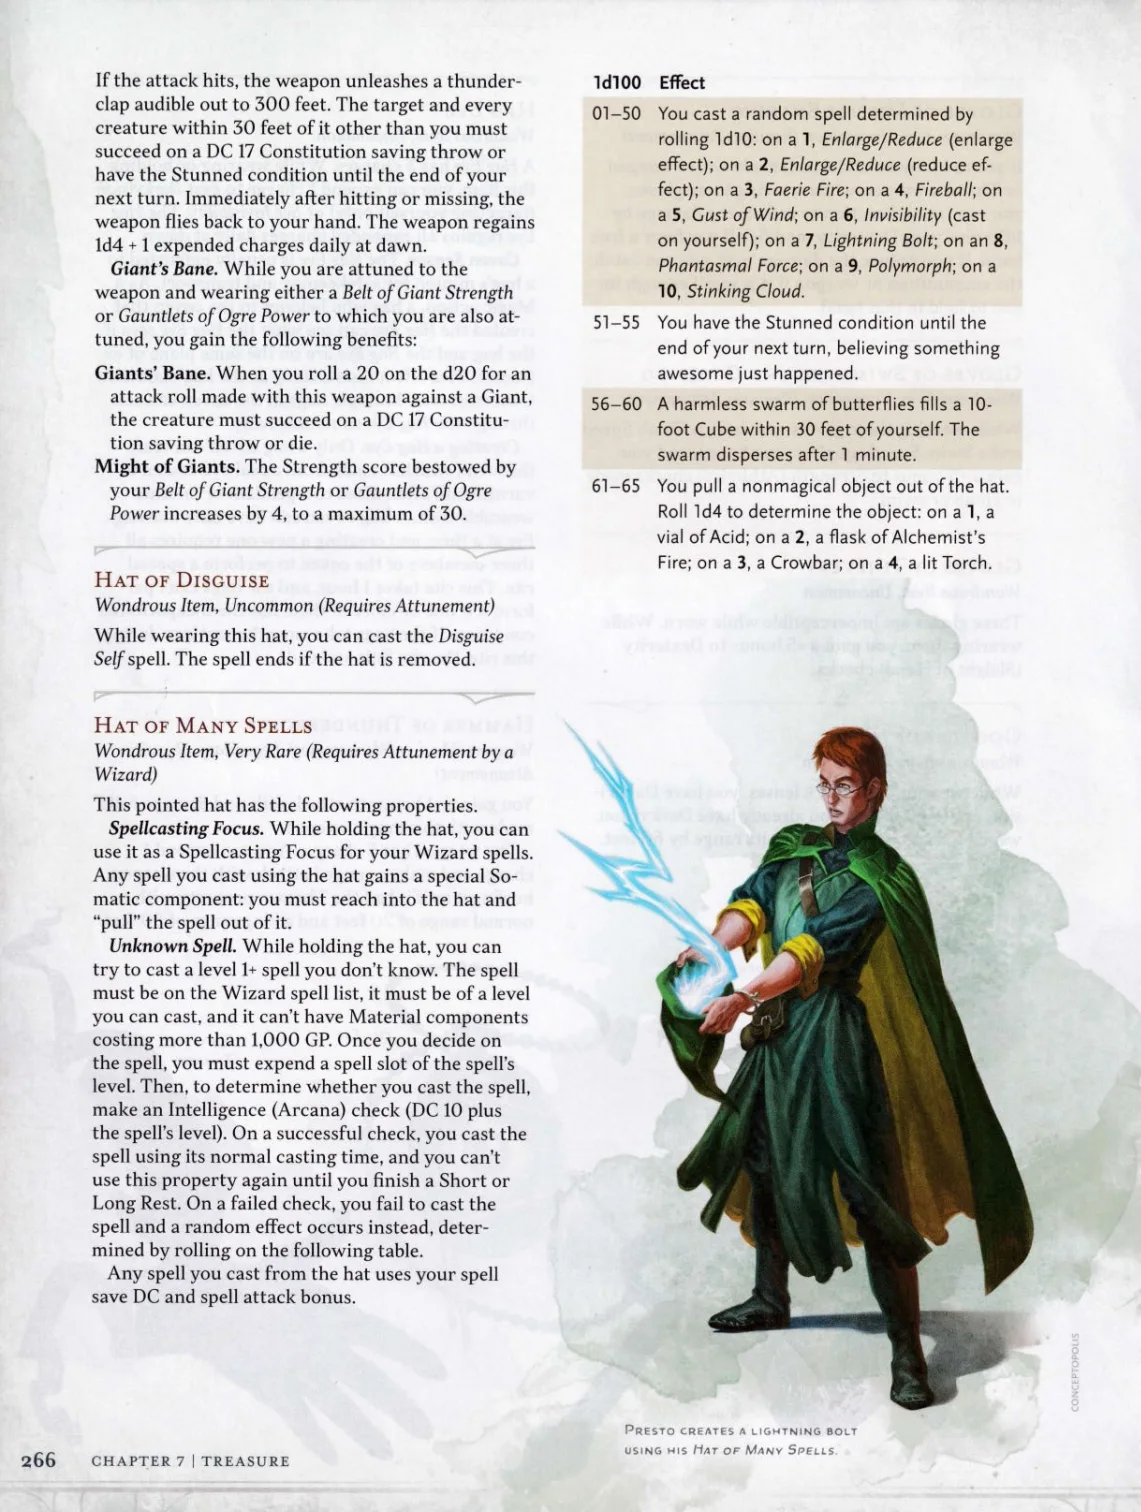 If the attack hits, the weapon unleashes a thunder-
clap audible out to 300 feet. The target and every
creature within 30 feet of it other than you must
succeed on a DC 17 Constitution saving throw or
have the Stunned condition until the end of your
next turn. Immediately after hitting or missing, the
weapon flies back to your hand. The weapon regains
1d4 + 1 expended charges daily at dawn.
Giant's Bane. While you are attuned to the
weapon and wearing either a Belt of Giant Strength
or Gauntlets of Ogre Power to which you are also at-
tuned, you gain the following benefits:
Giants' Bane. When you roll a 20 on the d20 for an
attack roll made with this weapon against a Giant,
the creature must succeed on a DC 17 Constitu-
tion saving throw or die.
Might of Giants. The Strength score bestowed by
your Belt of Giant Strength or Gauntlets of Ogre
Power increases by 4, to a maximum of 30.
Hat of Disguise
Wondrous Item, Uncommon (Requires Attunement)
While wearing this hat, you can cast the Disguise
Self spell. The spell ends if the hat is removed.
Hat of Many Spells
Wondrous Item, Very Rare (Requires Attunement by a
Wizard)
This pointed hat has the following properties.
Spellcasting Focus. While holding the hat, you can
use it as a Spellcasting Focus for your Wizard spells.
Any spell you cast using the hat gains a special So-
matic component: you must reach into the hat and
"pull" the spell out of it.
Unknown Spell. While holding the hat, you can
try to cast a level 1+ spell you don't know. The spell
must be on the Wizard spell list, it must be of a level
you can cast, and it can't have Material components
costing more than 1,000 GP. Once you decide on
the spell, you must expend a spell slot of the spell's
level. Then, to determine whether you cast the spell,
make an Intelligence (Arcana) check (DC 10 plus
the spell's level). On a successful check, you cast the
spell using its normal casting time, and you can't
use this property again until you finish a Short or
Long Rest. On a failed check, you fail to cast the
spell and a random effect occurs instead, deter-
mined by rolling on the following table.
Any spell you cast from the hat uses your spell
save DC and spell attack bonus.
1d100 Effect
01–50 You cast a random spell determined by
rolling 1d10: on a 1, Enlarge/Reduce (enlarge
effect); on a 2, Enlarge/Reduce (reduce ef-
fect); on a 3, Faerie Fire; on a 4, Fireball; on
a 5, Gust of Wind; on a 6, Invisibility (cast
on yourself); on a 7, Lightning Bolt; on an 8,
Phantasmal Force; on a 9, Polymorph; on a
10, Stinking Cloud.
51–55 You have the Stunned condition until the
end of your next turn, believing something
awesome just happened.
56–60 A harmless swarm of butterflies fills a 10-
foot Cube within 30 feet of yourself. The
swarm disperses after 1 minute.
61–65 You pull a nonmagical object out of the hat.
Roll 1d4 to determine the object: on a 1, a
vial of Acid; on a 2, a flask of Alchemist's
Fire; on a 3, a Crowbar; on a 4, a lit Torch.
CONCEPTOPOLIS
Presto creates a lightning bolt
using his Hat of Many Spells.
266 CHAPTER 7 | TREASURE